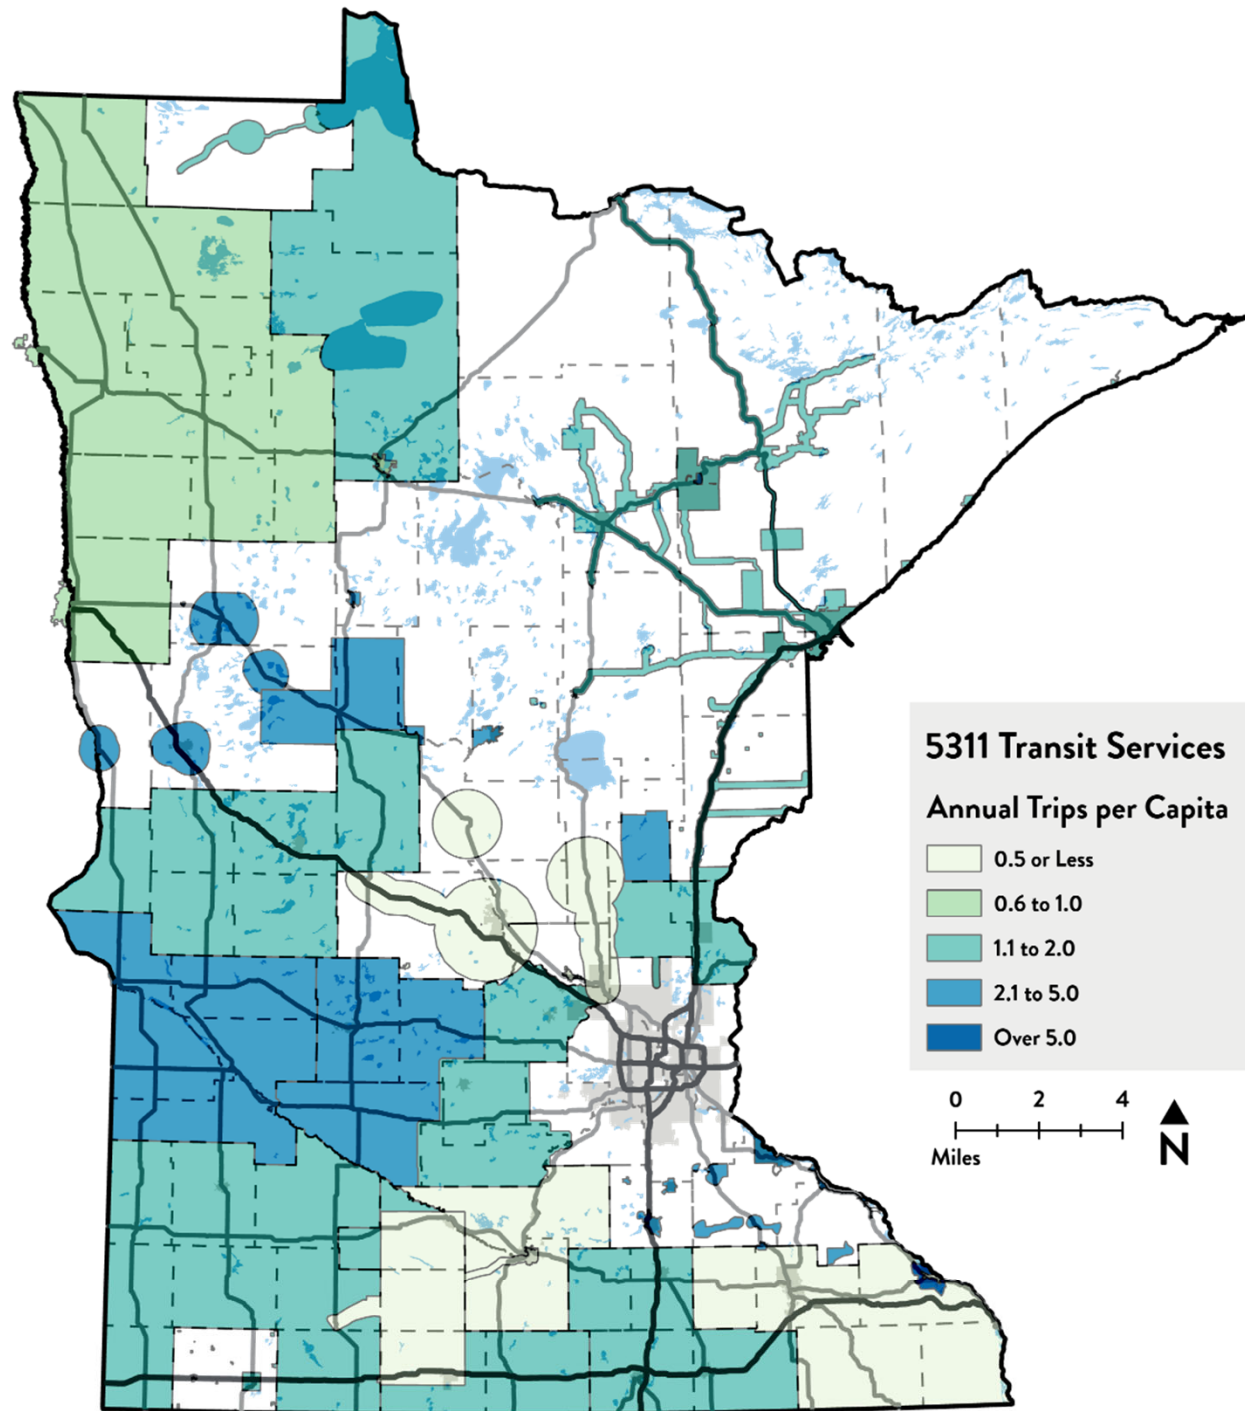 5311 Transit Services
Annual Trips per Capita
0.5 or Less
0.6 to 1.0
1.1 to 2.0
2.1 to 5.0
Over 5.0
0 2 4
Miles
N